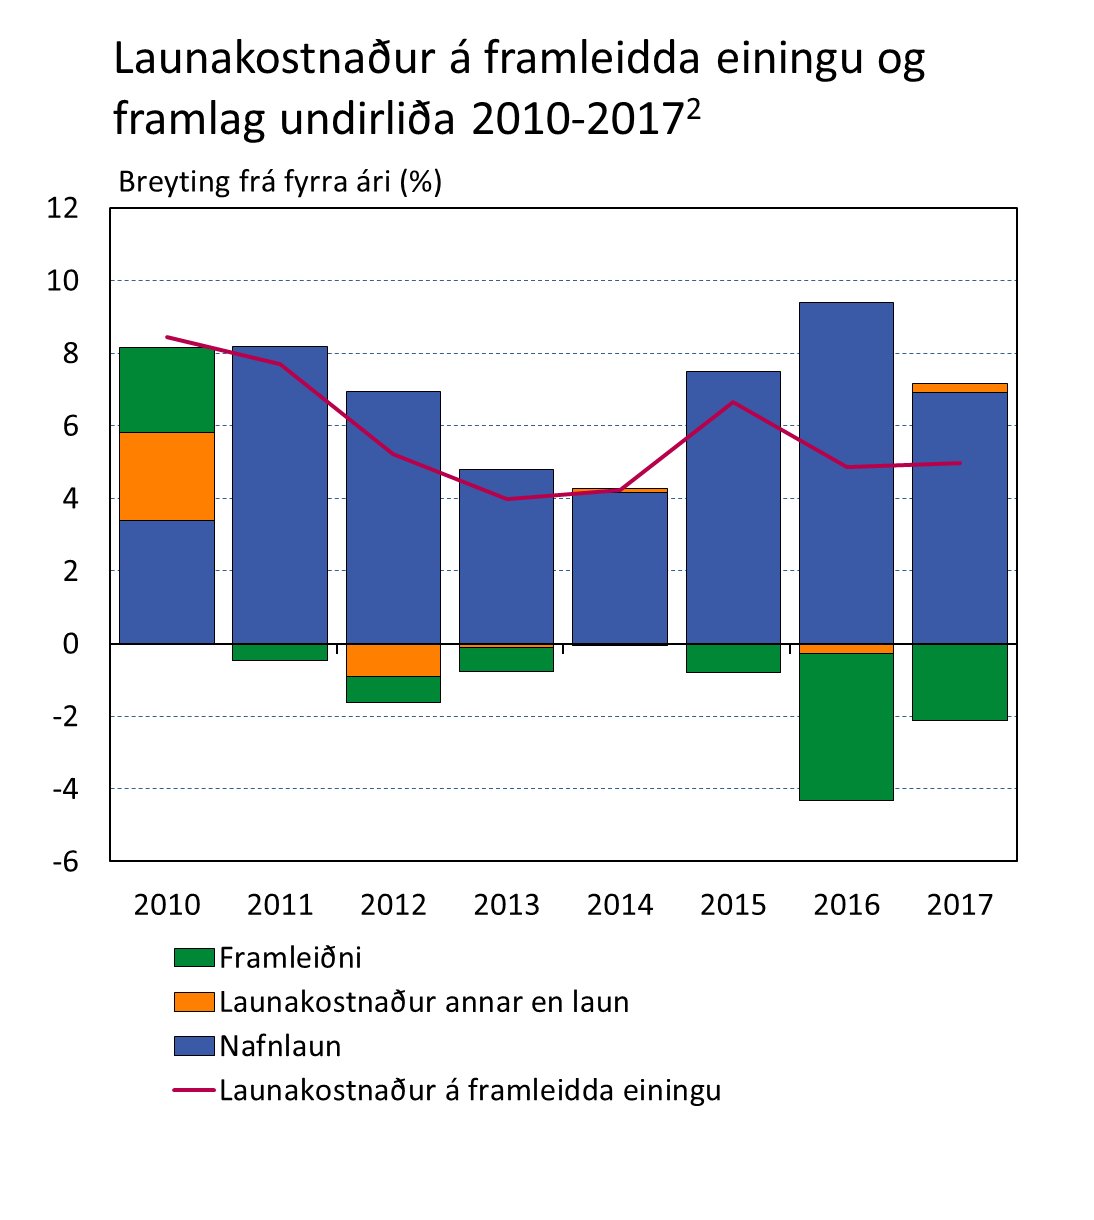 Launakostnaður á framleidda einingu og
framlag undirliða 2010-2017²
Breyting frá fyrra ári (%)
12
10
8
6
4
2
0
-2
-4
-6
2010 2011 2012 2013 2014 2015 2016 2017
Framleiðni
Launakostnaður annar en laun
Nafnlaun
Launakostnaður á framleidda einingu